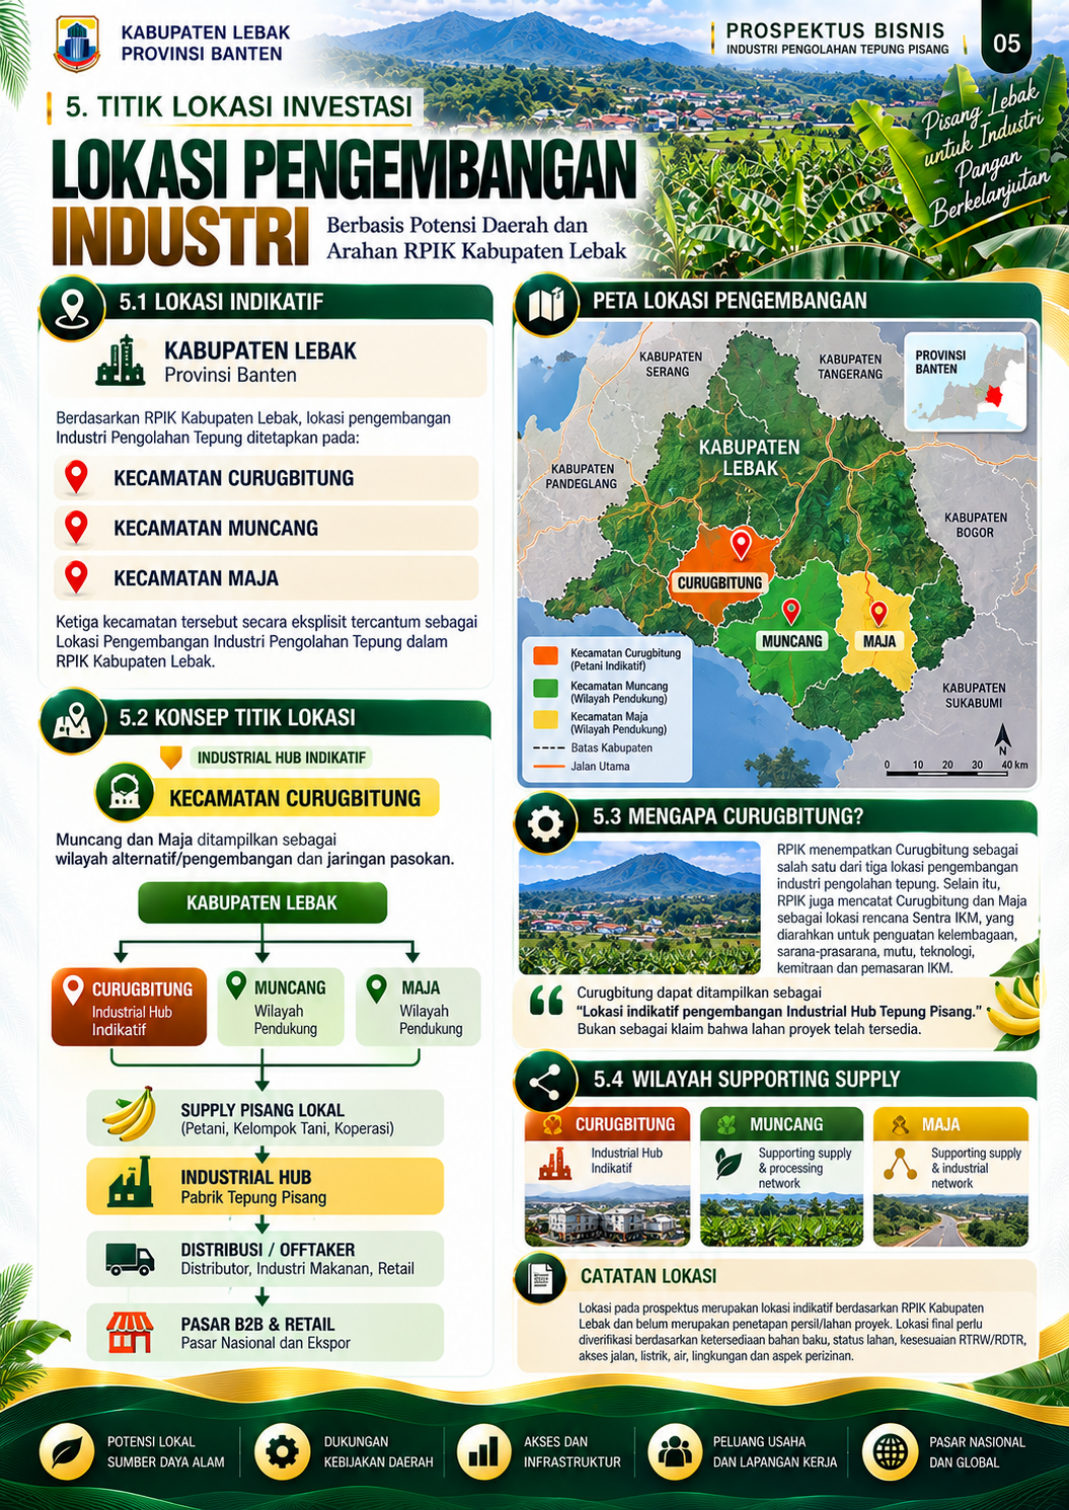 KABUPATEN LEBAK
PROVINSI BANTEN
PROSPEKTUS BISNIS
INDUSTRI PENGOLAHAN TEPUNG PISANG
05
Pisang Lebak
untuk Industri
Pangan
Berkelanjutan
5. TITIK LOKASI INVESTASI
LOKASI PENGEMBANGAN
INDUSTRI
Berbasis Potensi Daerah dan
Arahan RPIK Kabupaten Lebak
5.1 LOKASI INDIKATIF
KABUPATEN LEBAK
Provinsi Banten
Berdasarkan RPIK Kabupaten Lebak, lokasi pengembangan
Industri Pengolahan Tepung ditetapkan pada:
KECAMATAN CURUGBITUNG
KECAMATAN MUNCANG
KECAMATAN MAJA
Ketiga kecamatan tersebut secara eksplisit tercantum sebagai
Lokasi Pengembangan Industri Pengolahan Tepung dalam
RPIK Kabupaten Lebak.
PETA LOKASI PENGEMBANGAN
KABUPATEN
SERANG
KABUPATEN
TANGERANG
PROVINSI
BANTEN
KABUPATEN
LEBAK
KABUPATEN
PANDEGLANG
KABUPATEN
BOGOR
CURUGBITUNG
MUNCANG
MAJA
KABUPATEN
SUKABUMI
Kecamatan Curugbitung
(Petani Indikatif)
Kecamatan Muncang
(Wilayah Pendukung)
Kecamatan Maja
(Wilayah Pendukung)
Batas Kabupaten
Jalan Utama
N
0 10 20 30 40 km
5.2 KONSEP TITIK LOKASI
INDUSTRIAL HUB INDIKATIF
KECAMATAN CURUGBITUNG
Muncang dan Maja ditampilkan sebagai
wilayah alternatif/pengembangan dan jaringan pasokan.
KABUPATEN LEBAK
CURUGBITUNG
Industrial Hub
Indikatif
MUNCANG
Wilayah
Pendukung
MAJA
Wilayah
Pendukung
SUPPLY PISANG LOKAL
(Petani, Kelompok Tani, Koperasi)
INDUSTRIAL HUB
Pabrik Tepung Pisang
DISTRIBUSI / OFFTAKER
Distributor, Industri Makanan, Retail
PASAR B2B & RETAIL
Pasar Nasional dan Ekspor
5.3 MENGAPA CURUGBITUNG?
RPIK menempatkan Curugbitung sebagai
salah satu dari tiga lokasi pengembangan
industri pengolahan tepung. Selain itu,
RPIK juga mencatat Curugbitung dan Maja
sebagai lokasi rencana Sentra IKM, yang
diarahkan untuk penguatan kelembagaan,
sarana-prasarana, mutu, teknologi,
kemitraan dan pemasaran IKM.
Curugbitung dapat ditampilkan sebagai
“Lokasi indikatif pengembangan Industrial Hub Tepung Pisang.”
Bukan sebagai klaim bahwa lahan proyek telah tersedia.
5.4 WILAYAH SUPPORTING SUPPLY
CURUGBITUNG
Industrial Hub
Indikatif
MUNCANG
Supporting supply
& processing
network
MAJA
Supporting supply
& industrial
network
CATATAN LOKASI
Lokasi pada prospektus merupakan lokasi indikatif berdasarkan RPIK Kabupaten
Lebak dan belum merupakan penetapan persil/lahan proyek. Lokasi final perlu
diverifikasi berdasarkan ketersediaan bahan baku, status lahan, kesesuaian RTRW/RDTR,
akses jalan, listrik, air, lingkungan dan aspek perizinan.
POTENSI LOKAL
SUMBER DAYA ALAM
DUKUNGAN
KEBIJAKAN DAERAH
AKSES DAN
INFRASTRUKTUR
PELUANG USAHA
DAN LAPANGAN KERJA
PASAR NASIONAL
DAN GLOBAL